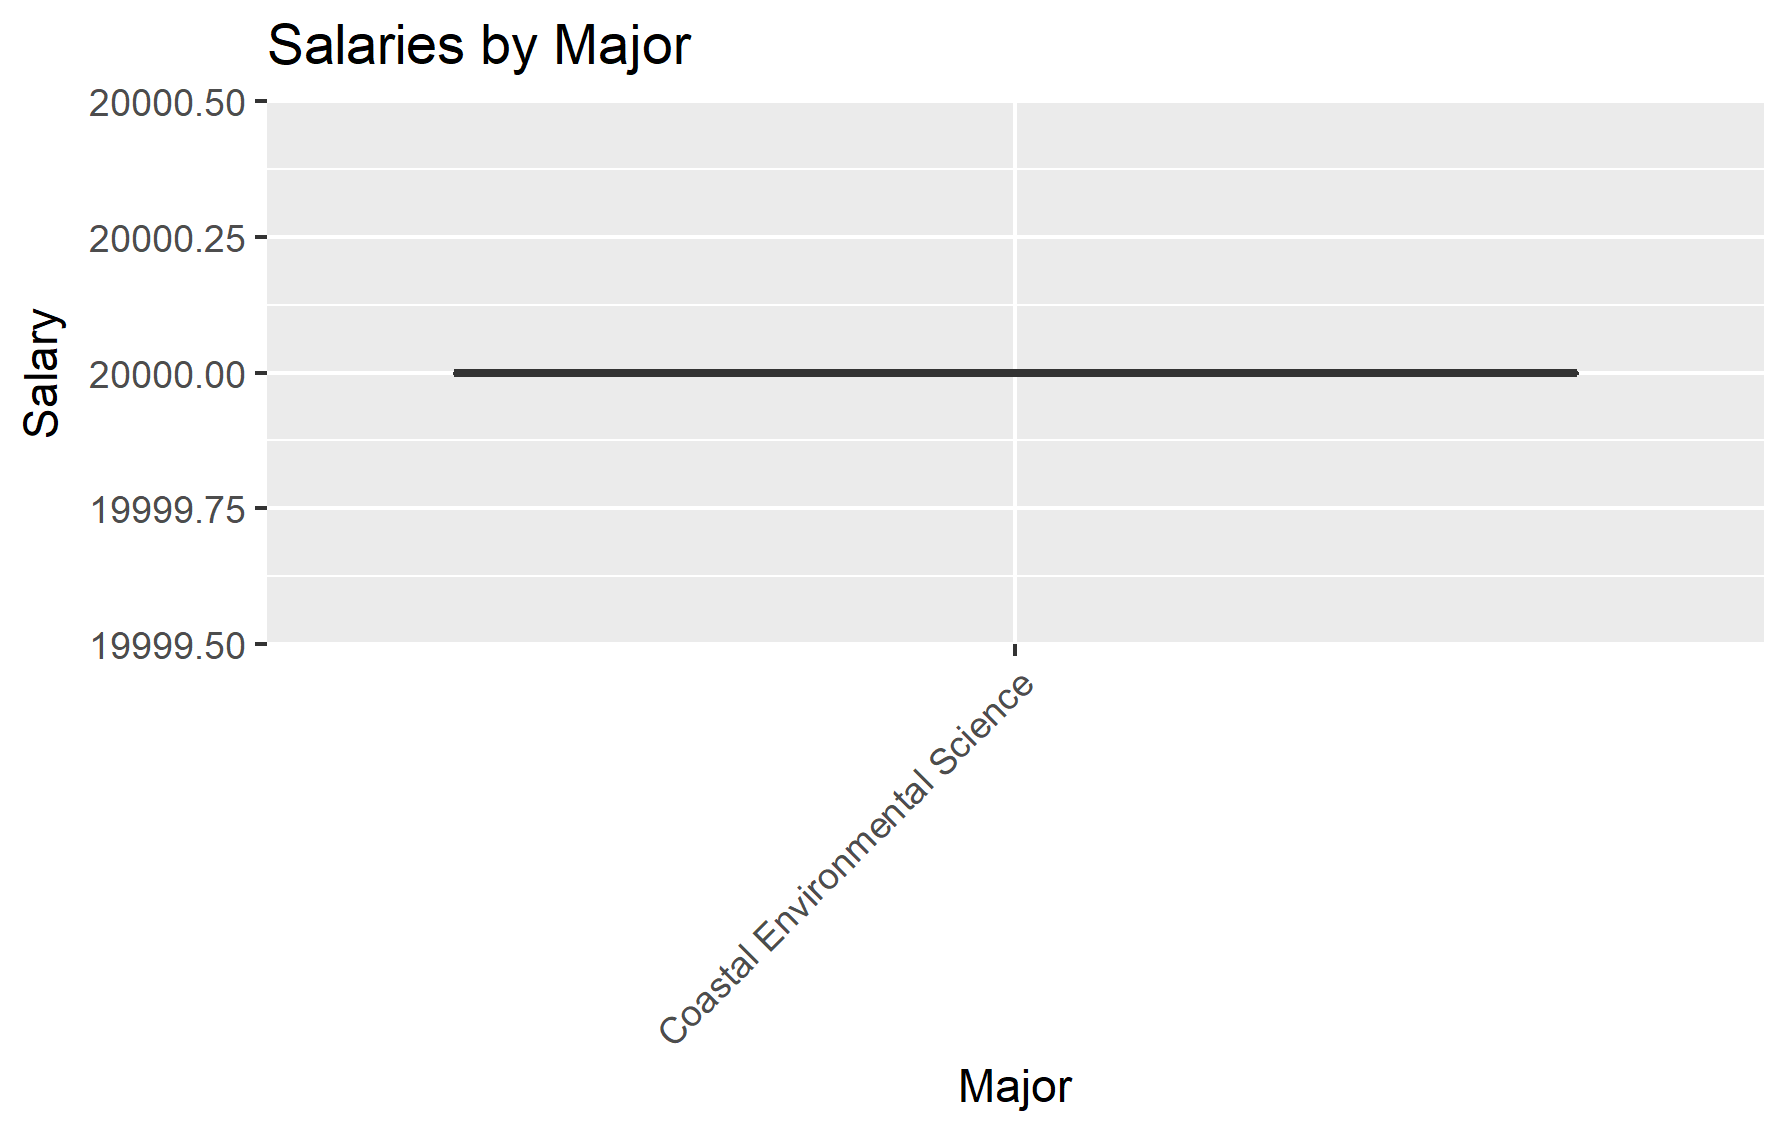 Salaries by Major
20000.50
20000.25
20000.00
19999.75
19999.50
Salary
Coastal Environmental Science
Major